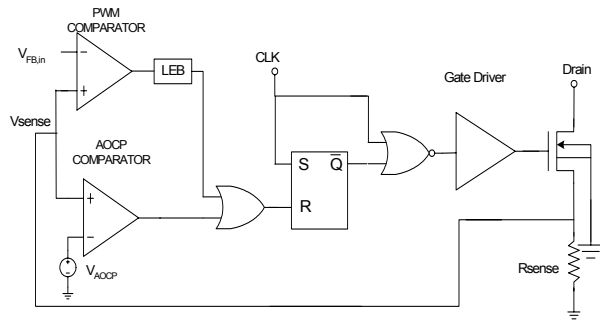 PWM
COMPARATOR
V_FB,in
−
+
LEB
CLK
Gate Driver
Drain
Vsense
AOCP
COMPARATOR
+
−
V_AOCP
S
Q̅
R
Rsense